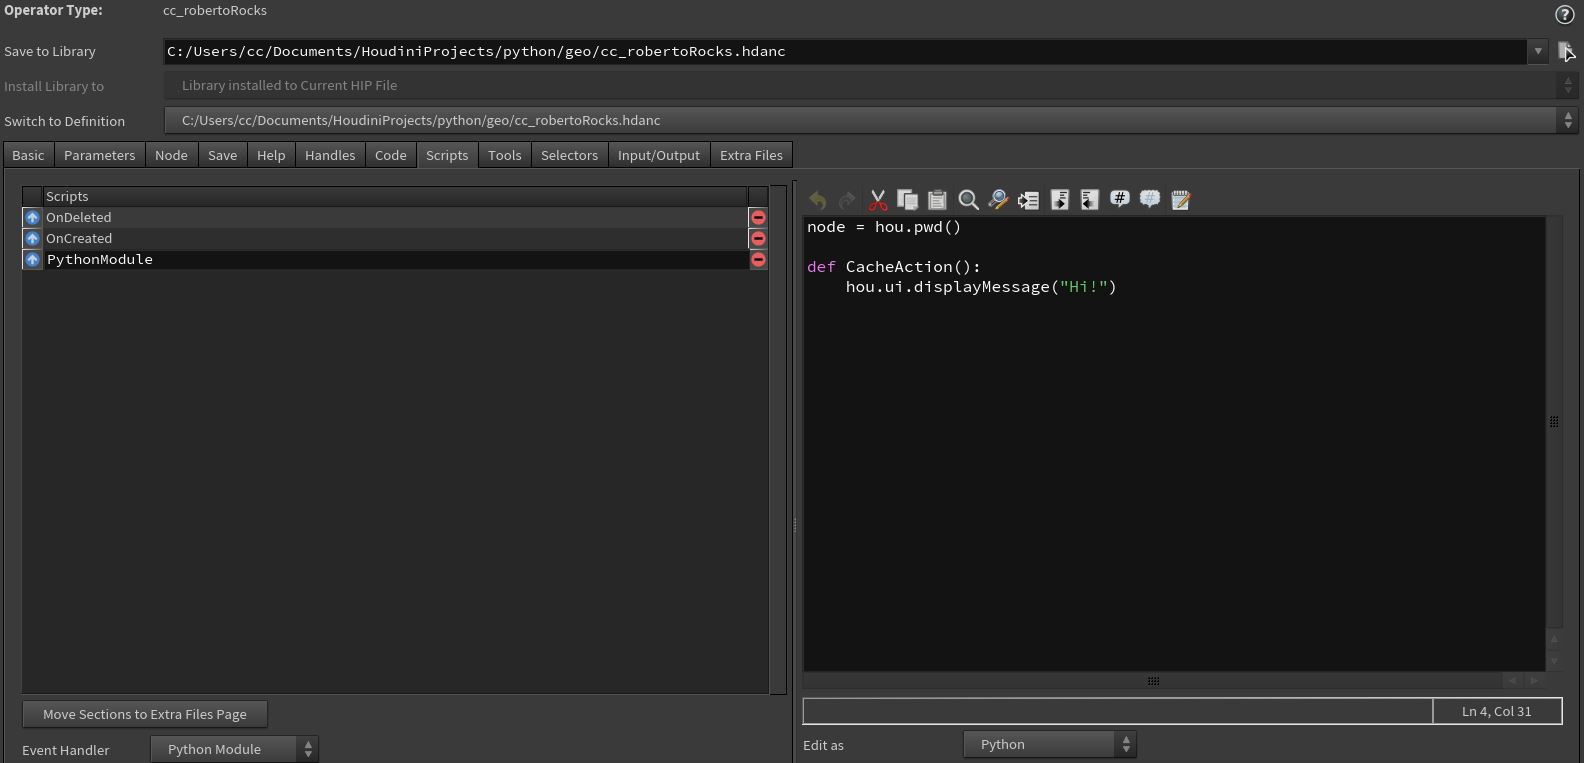 Operator Type: cc_robertoRocks
Save to Library C:/Users/cc/Documents/HoudiniProjects/python/geo/cc_robertoRocks.hdanc
Install Library to Library installed to Current HIP File
Switch to Definition C:/Users/cc/Documents/HoudiniProjects/python/geo/cc_robertoRocks.hdanc
Basic Parameters Node Save Help Handles Code Scripts Tools Selectors Input/Output Extra Files
Scripts
OnDeleted
OnCreated
PythonModule
Move Sections to Extra Files Page
Event Handler Python Module
node = hou.pwd()
def CacheAction():
hou.ui.displayMessage("Hi!")
Ln 4, Col 31
Edit as Python